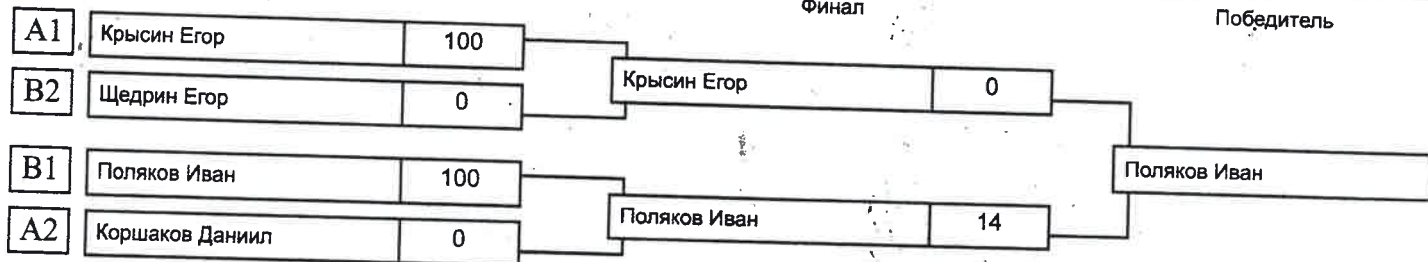 Финал
Победитель
A1 Крысин Егор 100
B2 Щедрин Егор 0
Крысин Егор 0
B1 Поляков Иван 100
A2 Коршаков Даниил 0
Поляков Иван 14
Поляков Иван